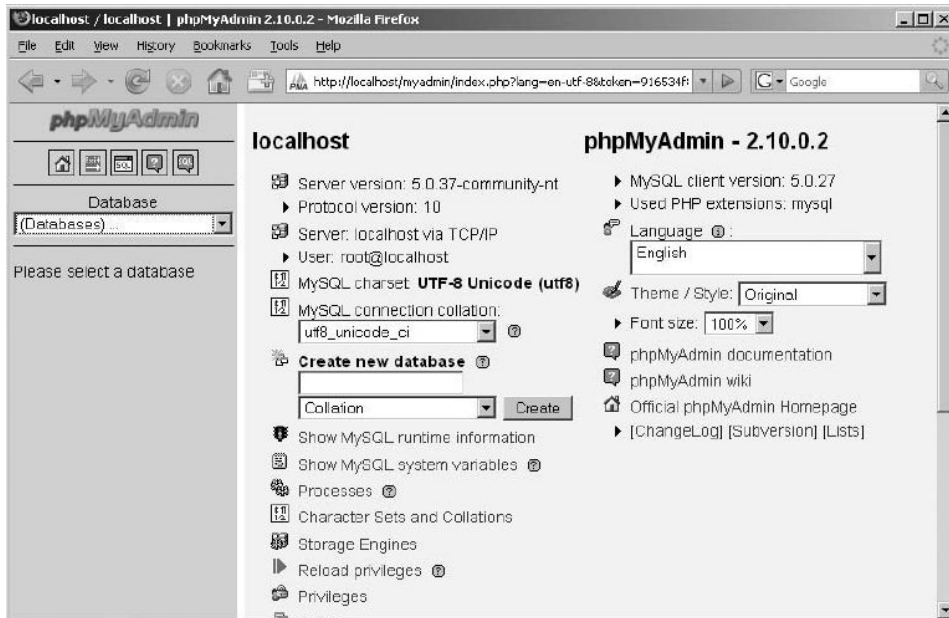 localhost / localhost | phpMyAdmin 2.10.0.2 - Mozilla Firefox
File Edit View History Bookmarks Tools Help
PMA http://localhost/myadmin/index.php?lang=en-utf-8&token=916534f: G Google
phpMyAdmin
SQL ? SQL
Database
(Databases) ...
Please select a database
localhost
Server version: 5.0.37-community-nt
Protocol version: 10
Server: localhost via TCP/IP
User: root@localhost
MySQL charset: UTF-8 Unicode (utf8)
MySQL connection collation:
utf8_unicode_ci ?
Create new database ?
Collation Create
Show MySQL runtime information
Show MySQL system variables ?
Processes ?
Character Sets and Collations
Storage Engines
Reload privileges ?
Privileges
phpMyAdmin - 2.10.0.2
MySQL client version: 5.0.27
Used PHP extensions: mysql
Language i :
English
Theme / Style: Original
Font size: 100%
phpMyAdmin documentation
phpMyAdmin wiki
Official phpMyAdmin Homepage
[ChangeLog] [Subversion] [Lists]